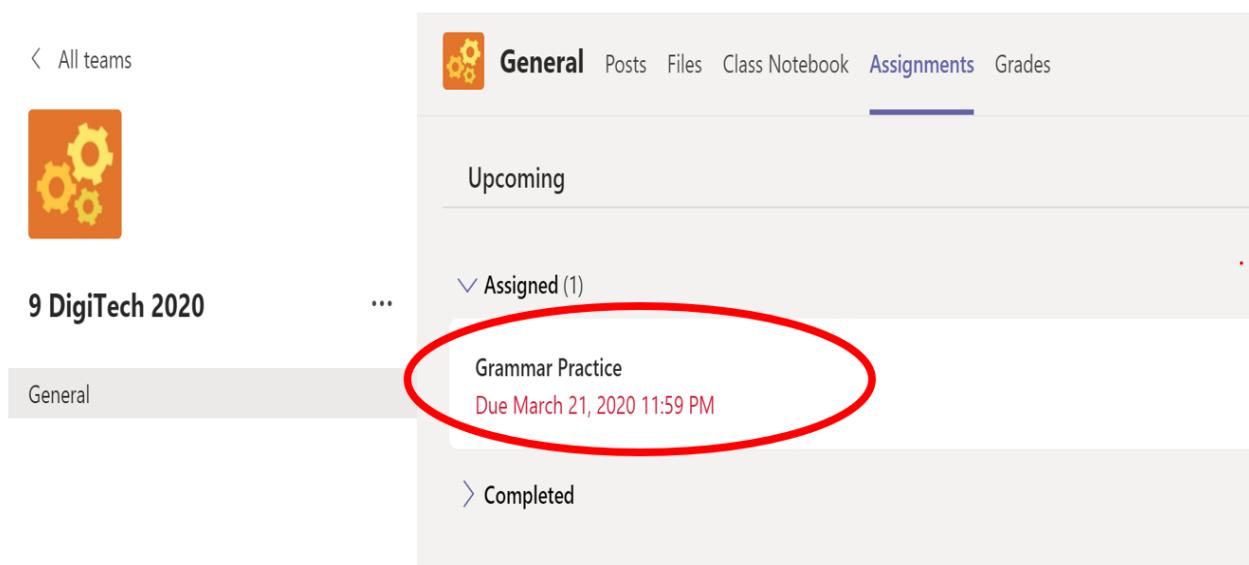 All teams
9 DigiTech 2020
General
General Posts Files Class Notebook Assignments Grades
Upcoming
Assigned (1)
Grammar Practice
Due March 21, 2020 11:59 PM
Completed